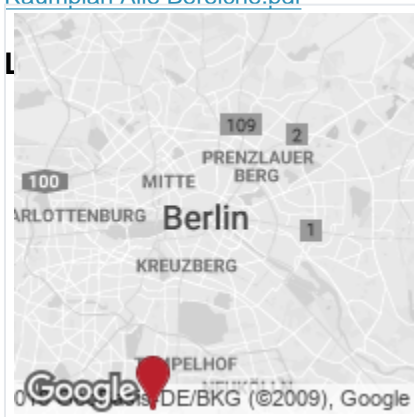 Raumplan Alle Bereiche.pdf
L
109
2
PRENZLAUER
BERG
100
MITTE
ARLOTTENBURG
Berlin
1
KREUZBERG
PELHOF
Google
DE/BKG (©2009), Google